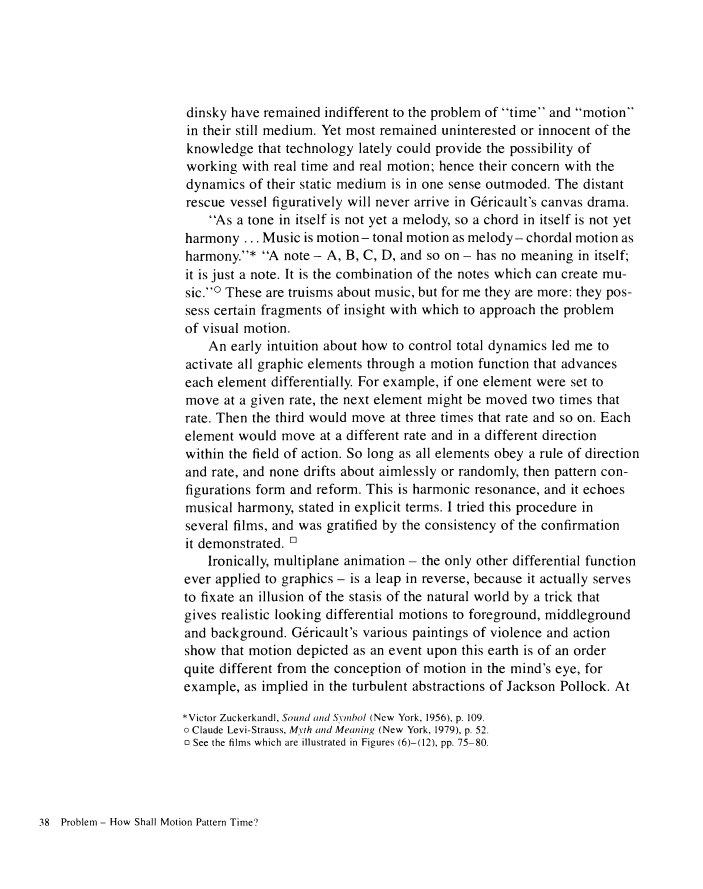 dinsky have remained indifferent to the problem of “time” and “motion”
in their still medium. Yet most remained uninterested or innocent of the
knowledge that technology lately could provide the possibility of
working with real time and real motion; hence their concern with the
dynamics of their static medium is in one sense outmoded. The distant
rescue vessel figuratively will never arrive in Géricault’s canvas drama.
“As a tone in itself is not yet a melody, so a chord in itself is not yet
harmony ... Music is motion – tonal motion as melody – chordal motion as
harmony.”* “A note – A, B, C, D, and so on – has no meaning in itself;
it is just a note. It is the combination of the notes which can create mu-
sic.”○ These are truisms about music, but for me they are more: they pos-
sess certain fragments of insight with which to approach the problem
of visual motion.
An early intuition about how to control total dynamics led me to
activate all graphic elements through a motion function that advances
each element differentially. For example, if one element were set to
move at a given rate, the next element might be moved two times that
rate. Then the third would move at three times that rate and so on. Each
element would move at a different rate and in a different direction
within the field of action. So long as all elements obey a rule of direction
and rate, and none drifts about aimlessly or randomly, then pattern con-
figurations form and reform. This is harmonic resonance, and it echoes
musical harmony, stated in explicit terms. I tried this procedure in
several films, and was gratified by the consistency of the confirmation
it demonstrated. □
Ironically, multiplane animation – the only other differential function
ever applied to graphics – is a leap in reverse, because it actually serves
to fixate an illusion of the stasis of the natural world by a trick that
gives realistic looking differential motions to foreground, middleground
and background. Géricault’s various paintings of violence and action
show that motion depicted as an event upon this earth is of an order
quite different from the conception of motion in the mind’s eye, for
example, as implied in the turbulent abstractions of Jackson Pollock. At
*Victor Zuckerkandl, Sound and Symbol (New York, 1956), p. 109.
○ Claude Levi-Strauss, Myth and Meaning (New York, 1979), p. 52.
□ See the films which are illustrated in Figures (6)–(12), pp. 75–80.
38 Problem – How Shall Motion Pattern Time?